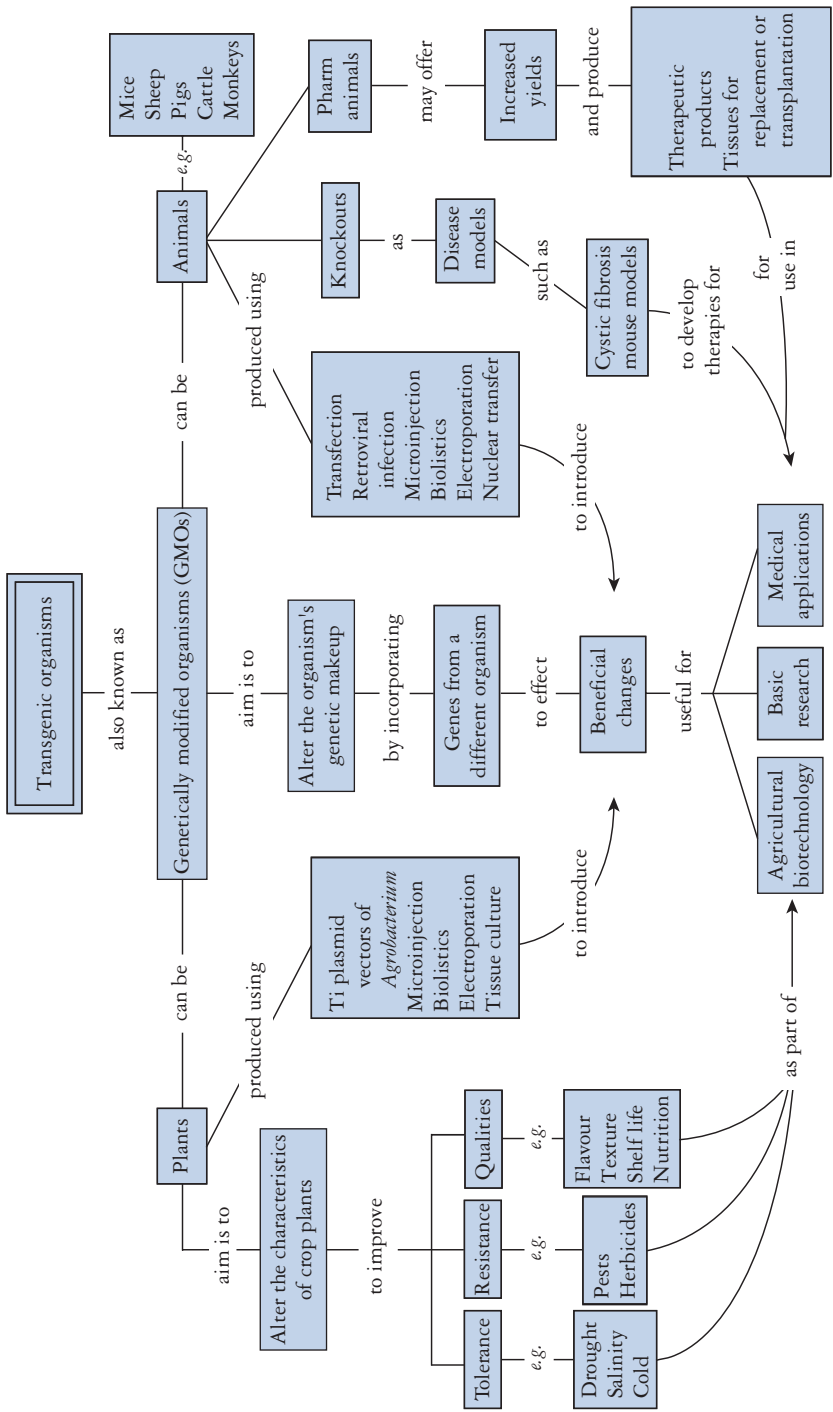 Transgenic organisms
also known as
Genetically modified organisms (GMOs)
can be
can be
Plants
Animals
e.g.
Mice
Sheep
Pigs
Cattle
Monkeys
aim is to
produced using
aim is to
produced using
Alter the characteristics
of crop plants
to improve
Tolerance
Resistance
Qualities
e.g.
e.g.
e.g.
Drought
Salinity
Cold
Pests
Herbicides
Flavour
Texture
Shelf life
Nutrition
as part of
Ti plasmid
vectors of
Agrobacterium
Microinjection
Biolistics
Electroporation
Tissue culture
to introduce
Alter the organism's
genetic makeup
by incorporating
Genes from a
different organism
to effect
Beneficial
changes
useful for
Agricultural
biotechnology
Basic
research
Medical
applications
Transfection
Retroviral
infection
Microinjection
Biolistics
Electroporation
Nuclear transfer
to introduce
Knockouts
as
Disease
models
such as
Cystic fibrosis
mouse models
to develop
therapies for
Pharm
animals
may offer
Increased
yields
and produce
Therapeutic
products
Tissues for
replacement or
transplantation
for
use in